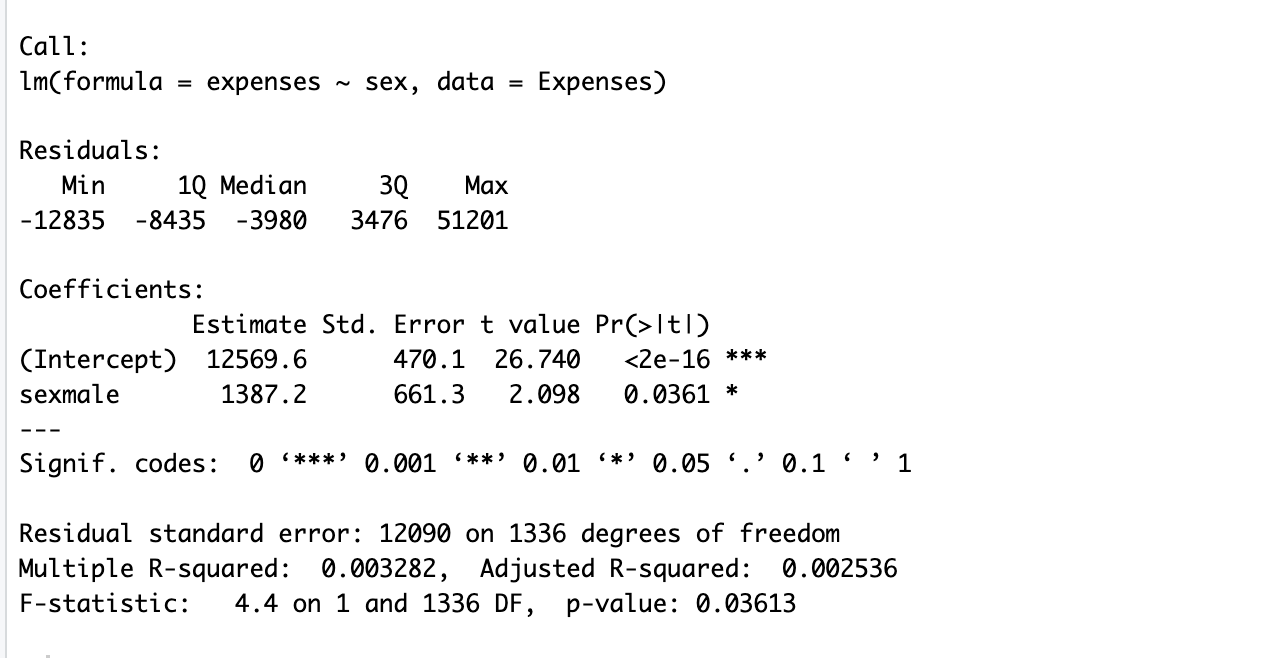 Call:
lm(formula = expenses ~ sex, data = Expenses)
Residuals:
   Min     1Q Median     3Q    Max
-12835  -8435  -3980   3476  51201
Coefficients:
            Estimate Std. Error t value Pr(>|t|)
(Intercept)  12569.6      470.1  26.740   <2e-16 ***
sexmale       1387.2      661.3   2.098   0.0361 *
---
Signif. codes:  0 ‘***’ 0.001 ‘**’ 0.01 ‘*’ 0.05 ‘.’ 0.1 ‘ ’ 1
Residual standard error: 12090 on 1336 degrees of freedom
Multiple R-squared:  0.003282,	Adjusted R-squared:  0.002536
F-statistic:   4.4 on 1 and 1336 DF,  p-value: 0.03613